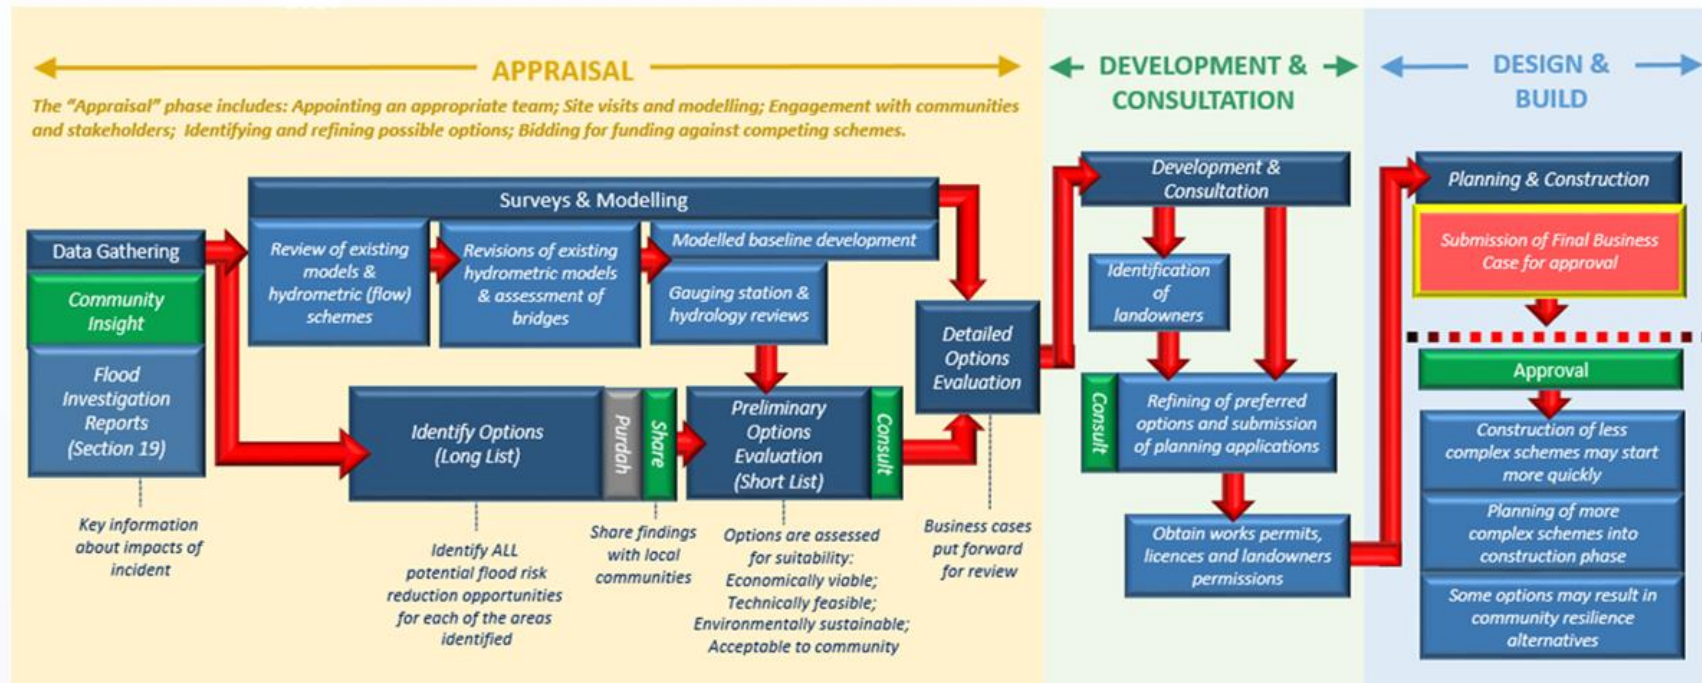 APPRAISAL
The "Appraisal" phase includes: Appointing an appropriate team; Site visits and modelling; Engagement with communities
and stakeholders; Identifying and refining possible options; Bidding for funding against competing schemes.
Data Gathering
Community
Insight
Flood
Investigation
Reports
(Section 19)
Key information
about impacts of
incident
Surveys & Modelling
Review of existing
models &
hydrometric (flow)
schemes
Revisions of existing
hydrometric models
& assessment of
bridges
Modelled baseline development
Gauging station &
hydrology reviews
Identify Options
(Long List)
Purdah
Share
Identify ALL
potential flood risk
reduction opportunities
for each of the areas
identified
Share findings
with local
communities
Preliminary
Options
Evaluation
(Short List)
Consult
Options are assessed
for suitability:
Economically viable;
Technically feasible;
Environmentally sustainable;
Acceptable to community
Detailed
Options
Evaluation
Business cases
put forward
for review
DEVELOPMENT &
CONSULTATION
Development &
Consultation
Identification
of
landowners
Consult
Refining of preferred
options and submission
of planning applications
Obtain works permits,
licences and landowners
permissions
DESIGN &
BUILD
Planning & Construction
Submission of Final Business
Case for approval
Approval
Construction of less
complex schemes may start
more quickly
Planning of more
complex schemes into
construction phase
Some options may result in
community resilience
alternatives